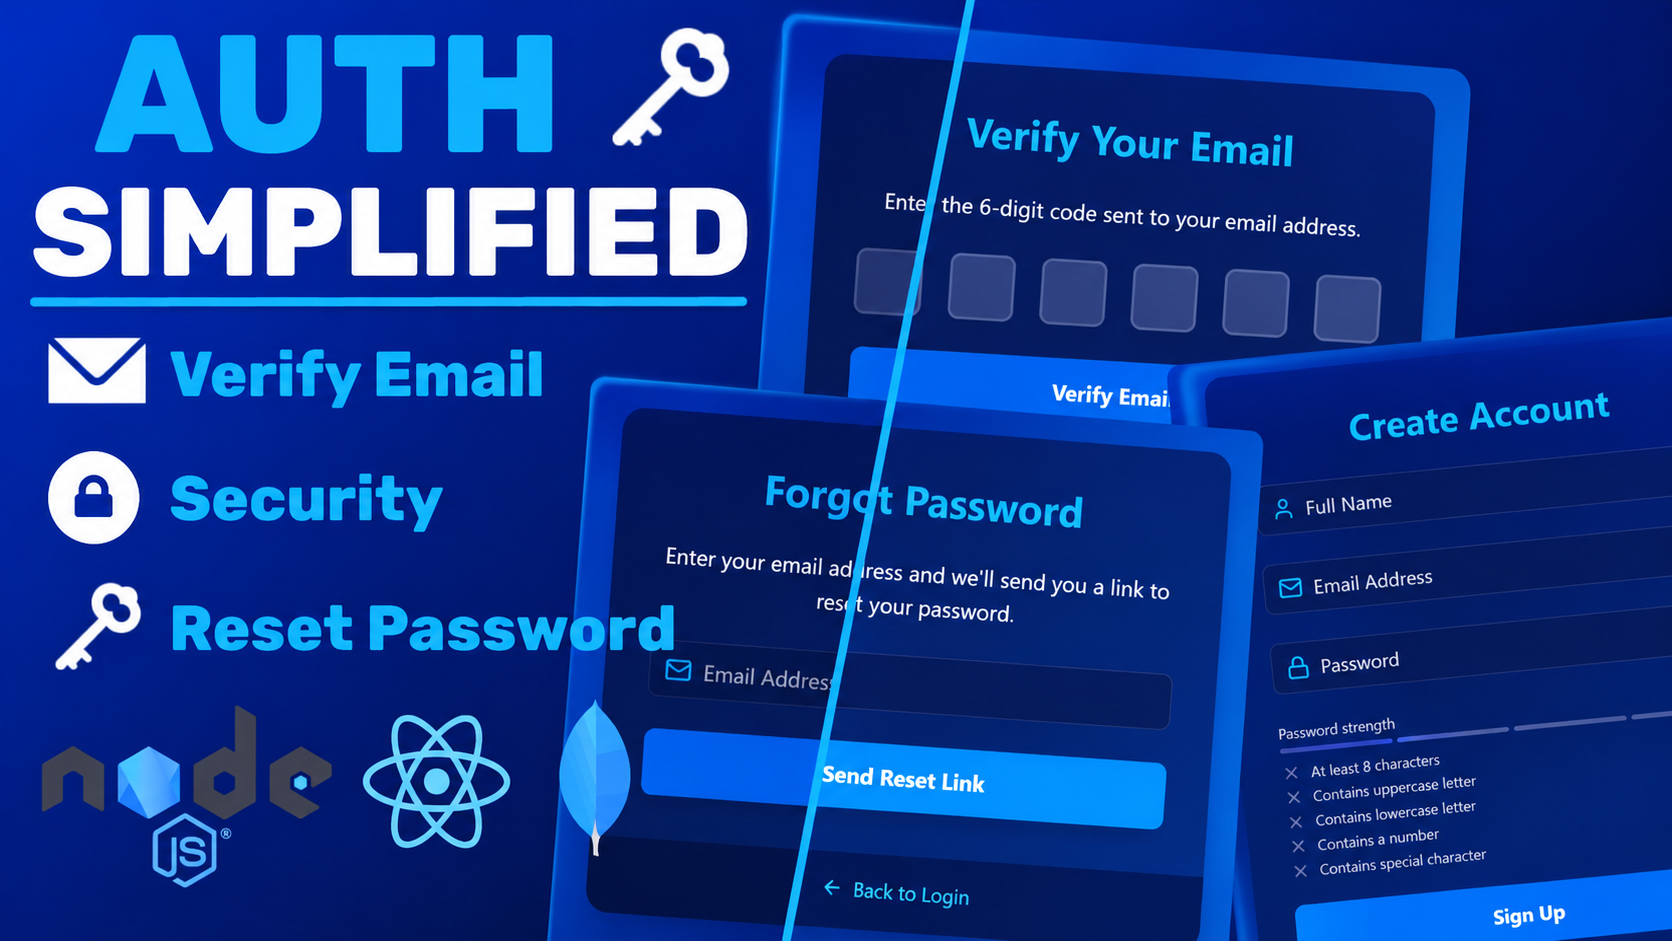 AUTH
SIMPLIFIED
Verify Email
Security
Reset Password
node
JS®
Verify Your Email
Enter the 6-digit code sent to your email address.
Verify Email
Forgot Password
Enter your email address and we'll send you a link to
reset your password.
Email Address
Send Reset Link
← Back to Login
Create Account
Full Name
Email Address
Password
Password strength
At least 8 characters
Contains uppercase letter
Contains lowercase letter
Contains a number
Contains special character
Sign Up